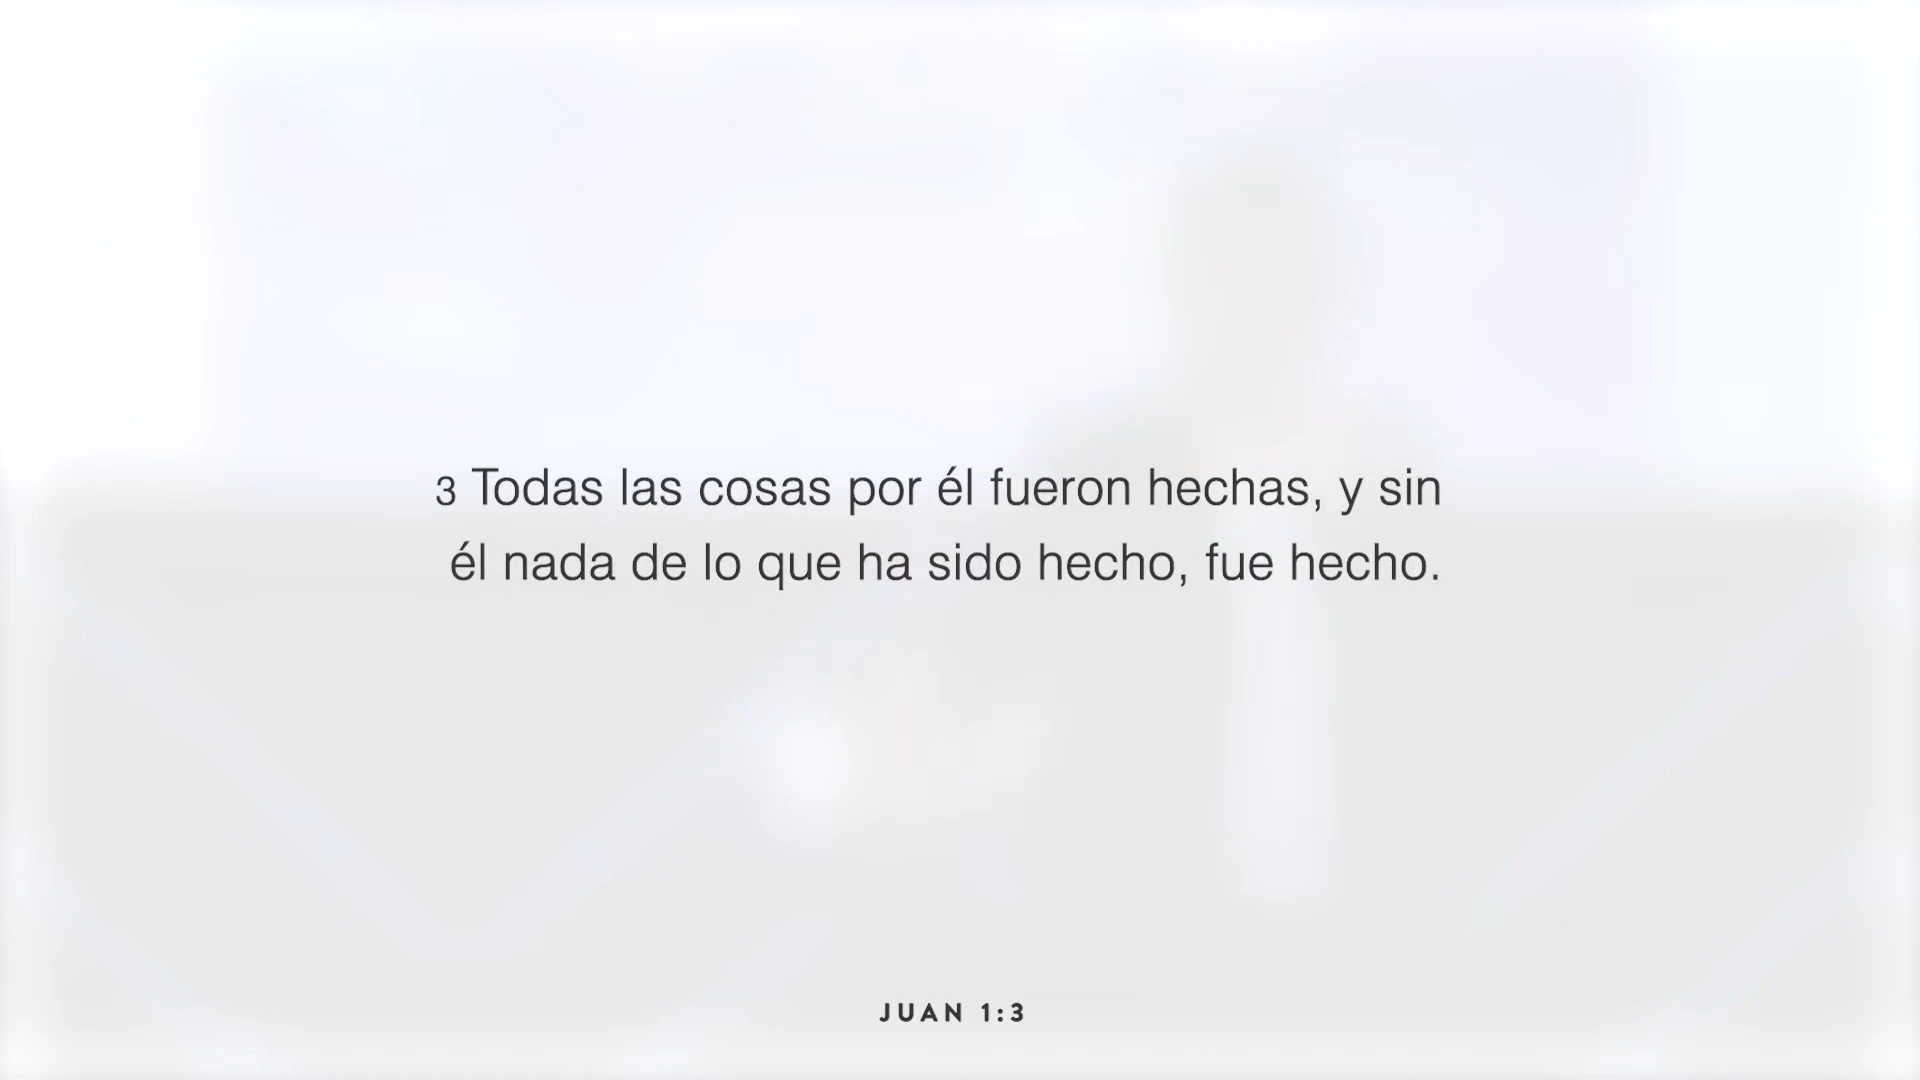 3 Todas las cosas por él fueron hechas, y sin
él nada de lo que ha sido hecho, fue hecho.
JUAN 1:3